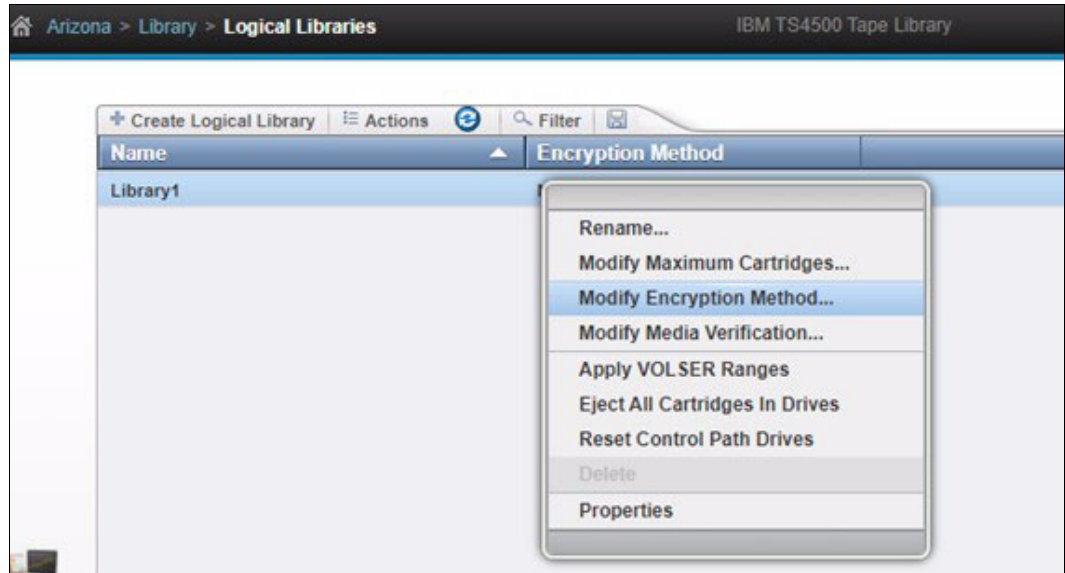 Arizona > Library > Logical Libraries IBM TS4500 Tape Library
Create Logical Library Actions Filter
Name Encryption Method
Library1
Rename...
Modify Maximum Cartridges...
Modify Encryption Method...
Modify Media Verification...
Apply VOLSER Ranges
Eject All Cartridges In Drives
Reset Control Path Drives
Delete
Properties